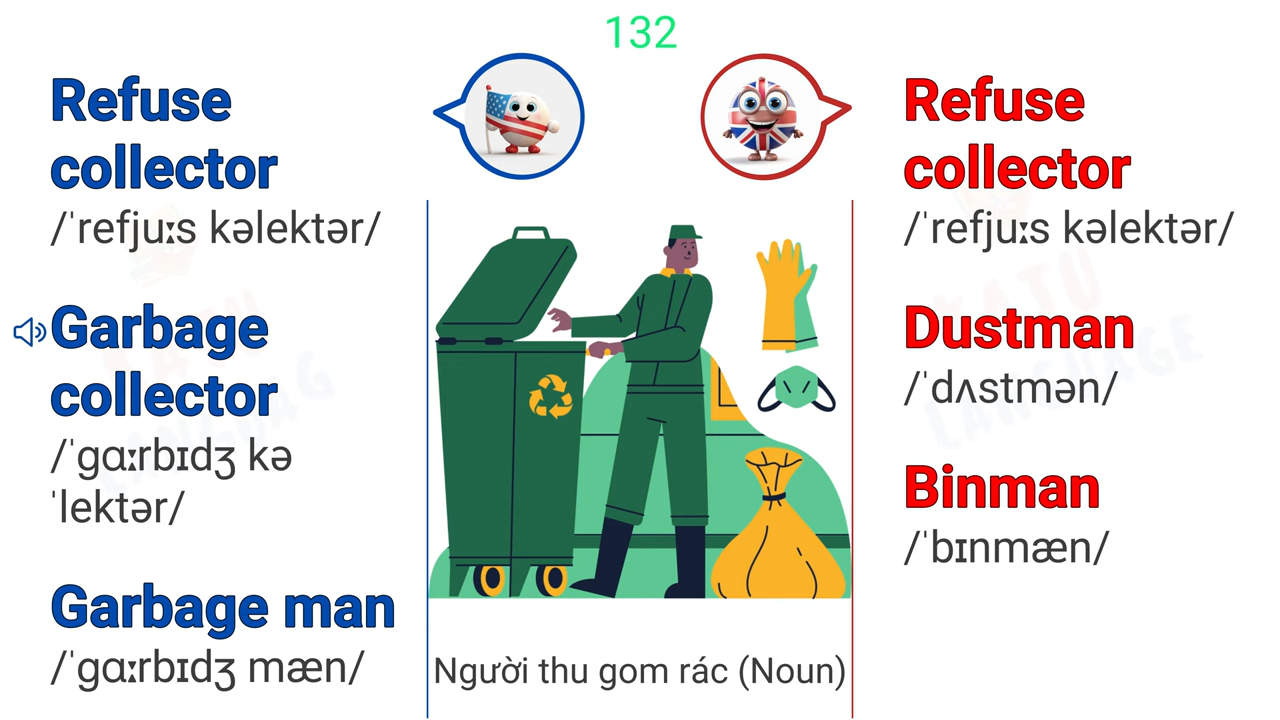 132
Refuse
collector
/ˈrefjuːs kəlektər/
Garbage
collector
/ˈɡɑːrbɪdʒ kə
ˈlektər/
Garbage man
/ˈɡɑːrbɪdʒ mæn/
Refuse
collector
/ˈrefjuːs kəlektər/
Dustman
/ˈdʌstmən/
Binman
/ˈbɪnmæn/
Người thu gom rác (Noun)